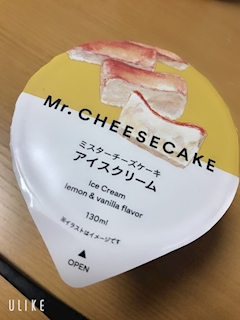 Mr. CHEESECAKE
ミスターチーズケーキ
アイスクリーム
Ice Cream
lemon & vanilla flavor
130ml
※イラストはイメージです
▲
OPEN
ULIKE